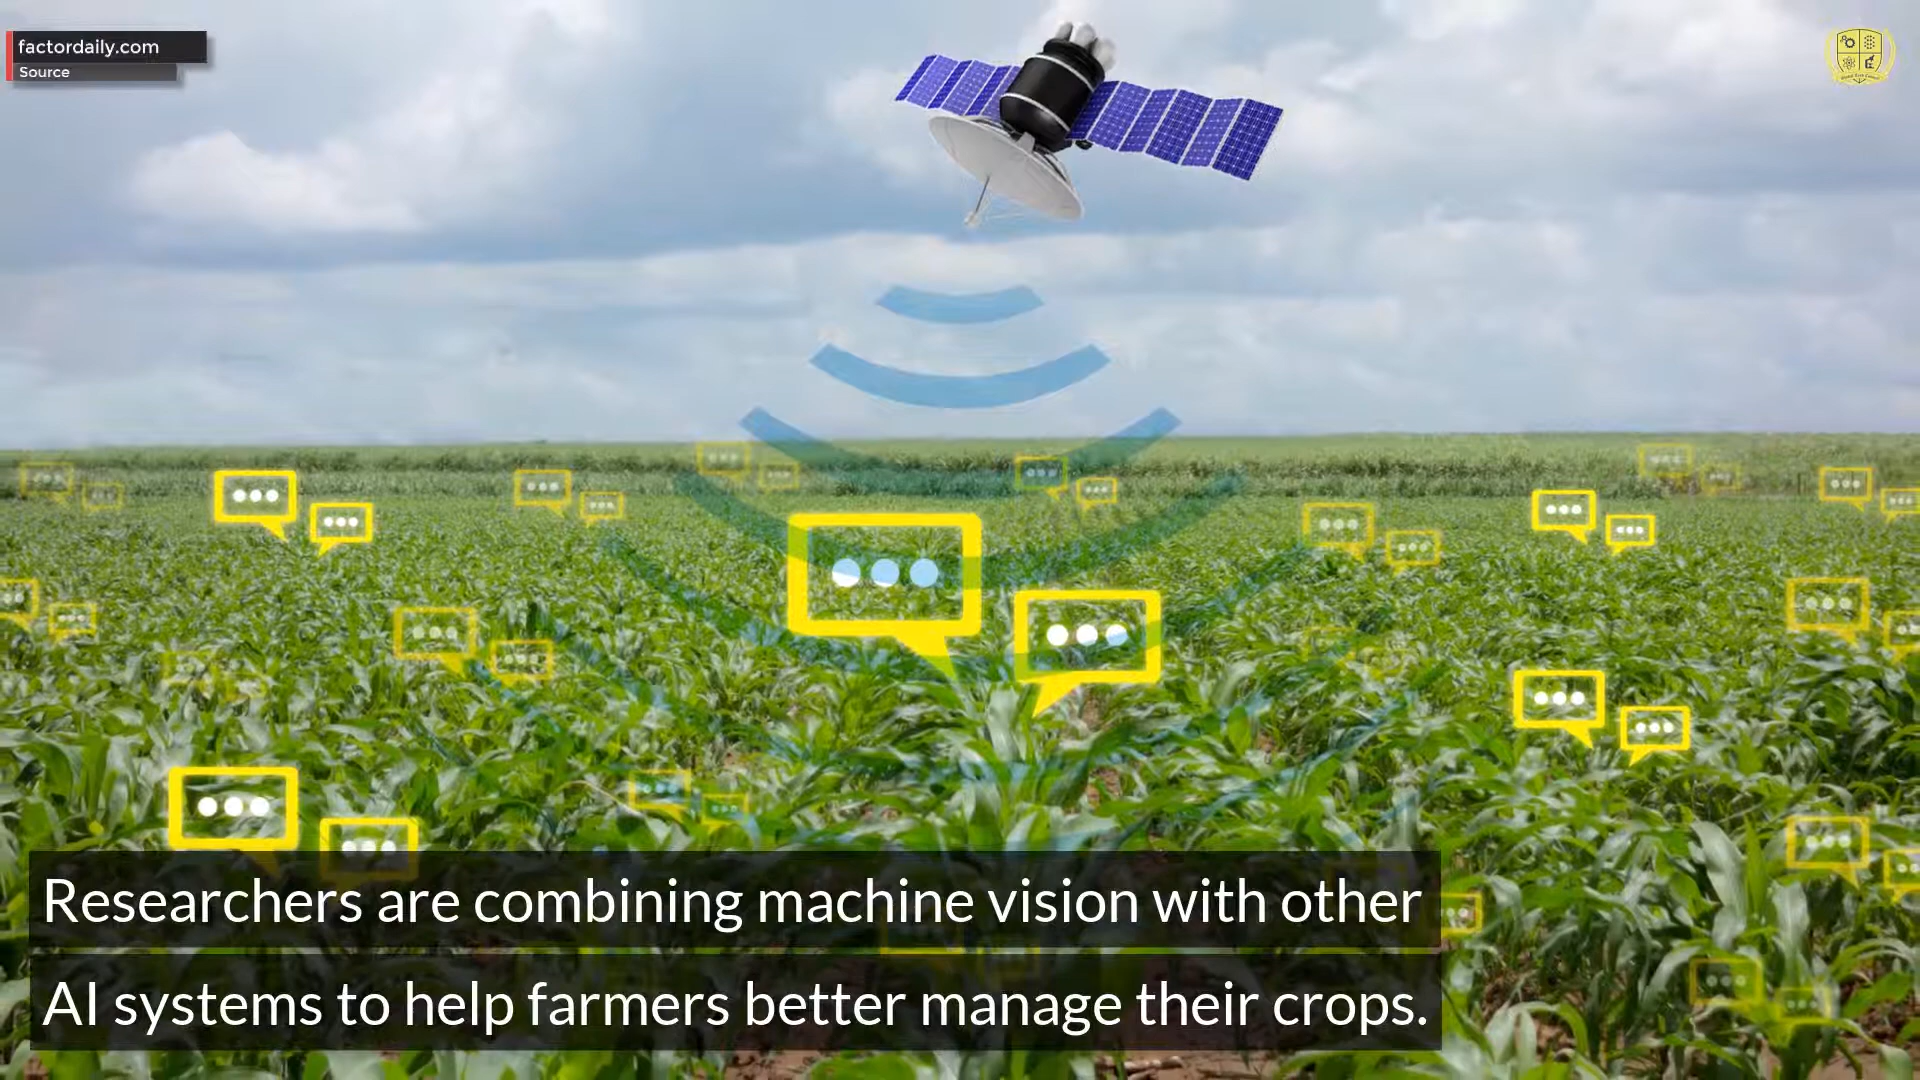 factordaily.com
Source
Researchers are combining machine vision with other
AI systems to help farmers better manage their crops.